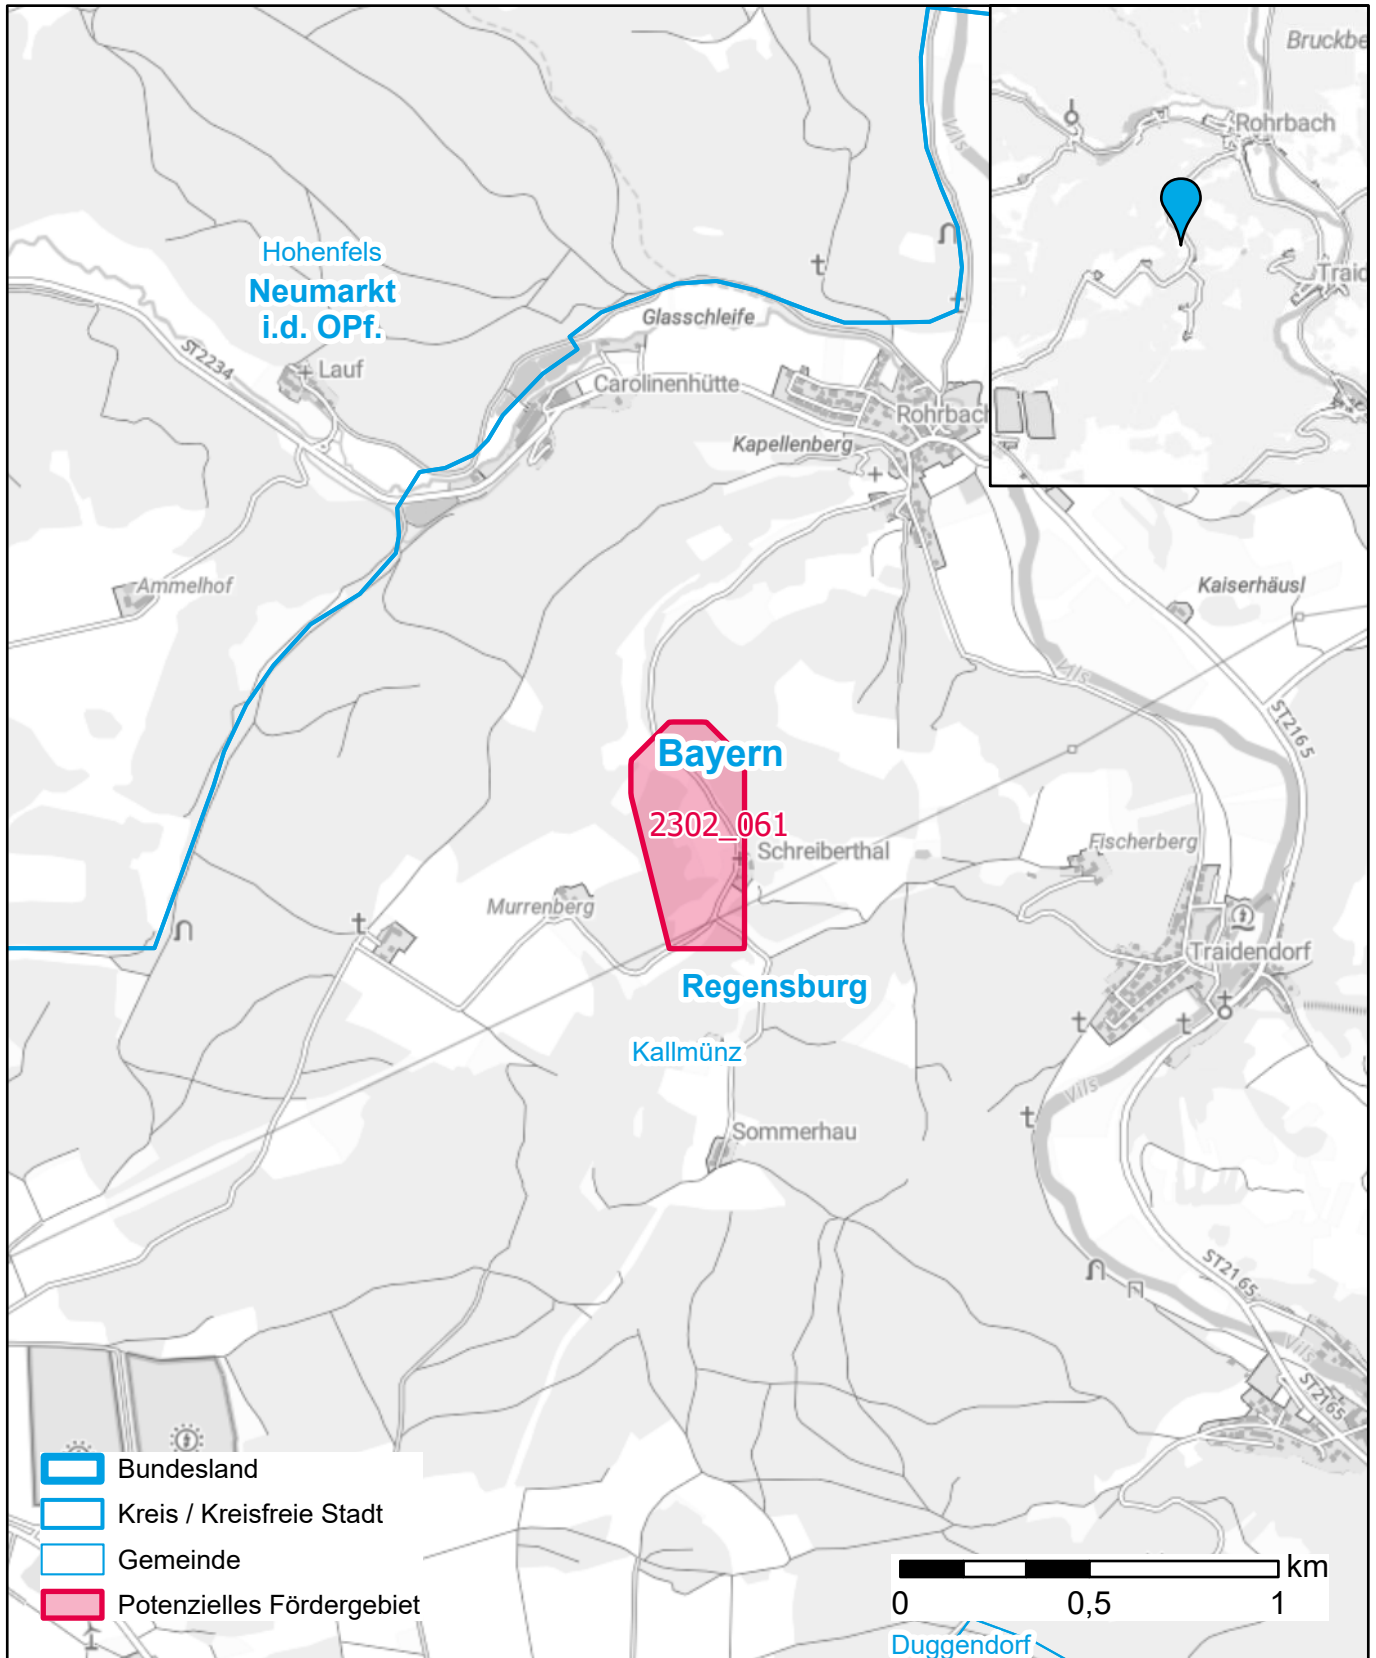 Bruckbe
Rohrbach
Traid
Vils
Hohenfels
Neumarkt
i.d. OPf.
Glasschleife
ST2234
Lauf
Carolinenhütte
Rohrbach
Kapellenberg
Ammelhof
Kaiserhäusl
Vils
ST2165
Bayern
2302_061
Schreiberthal
Fischerberg
Murrenberg
Traidendorf
Regensburg
Kallmünz
Vils
Sommerhau
ST2165
Vils
ST2165
Bundesland
Kreis / Kreisfreie Stadt
Gemeinde
Potenzielles Fördergebiet
km
0 0,5 1
Duggendorf